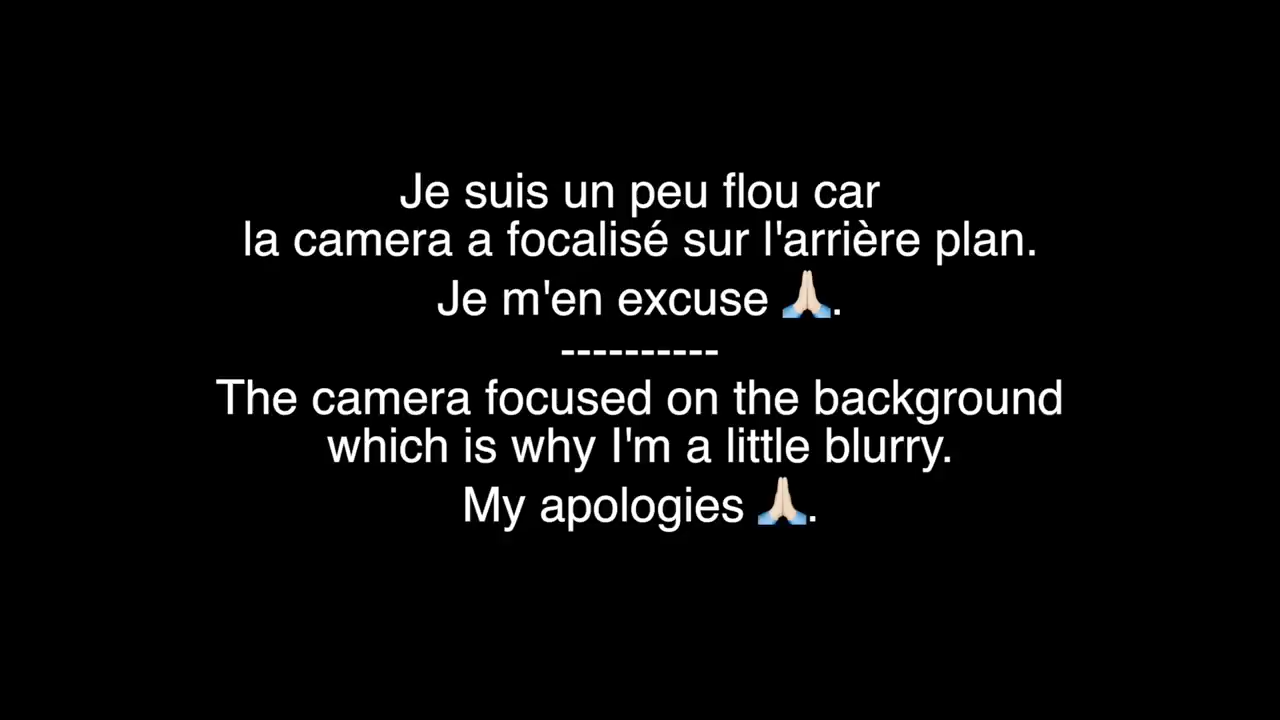 Je suis un peu flou car
la camera a focalisé sur l'arrière plan.
Je m'en excuse 🙏🏻.
----------
The camera focused on the background
which is why I'm a little blurry.
My apologies 🙏🏻.